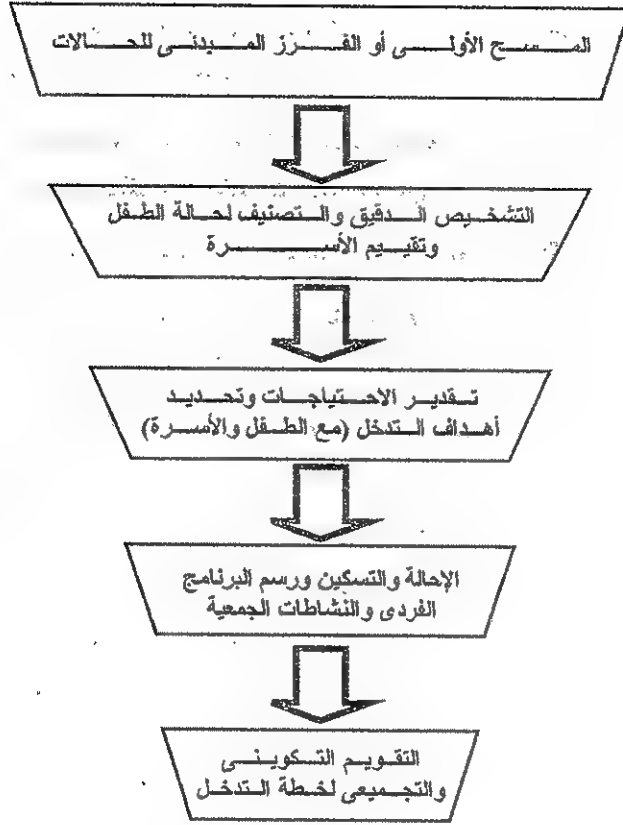 المسح الأولى أو الفرز المبدئى للحالات
التشخيص الدقيق والتصنيف لحالة الطفل
وتقييم الأسرة
تقدير الاحتياجات وتحديد
أهداف التدخل (مع الطفل والأسرة)
الإحالة والتسكين ورسم البرنامج
الفردى والنشاطات الجمعية
التقويم التكوينى
والتجميعى لخطة التدخل